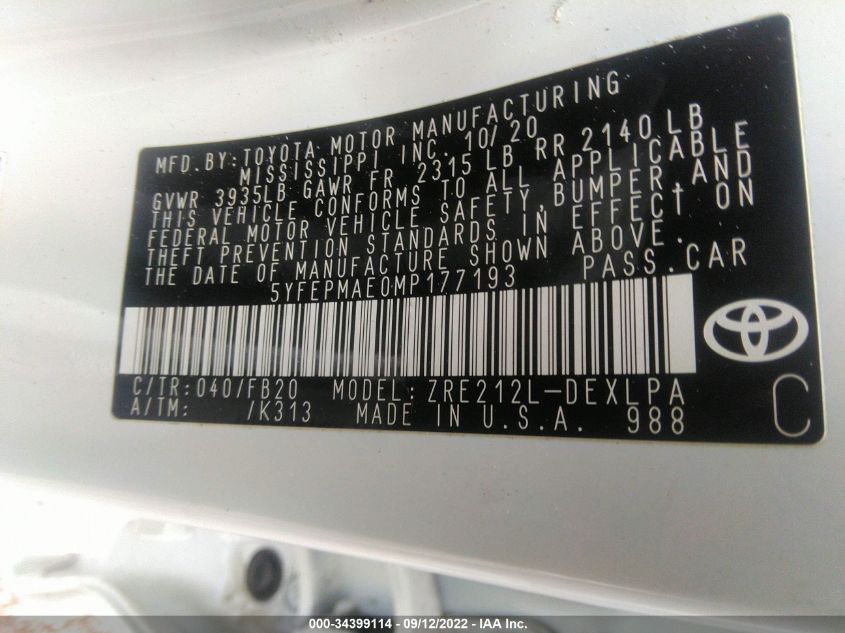 MFD. BY: TOYOTA MOTOR MANUFACTURING
MISSISSIPPI INC. 10/20
GVWR 3935LB GAWR FR 2315 LB RR 2140 LB
THIS VEHICLE CONFORMS TO ALL APPLICABLE
FEDERAL MOTOR VEHICLE SAFETY, BUMPER, AND
THEFT PREVENTION STANDARDS IN EFFECT ON
THE DATE OF MANUFACTURE SHOWN ABOVE.
5YFEPMAE0MP177193 PASS. CAR
C/TR: 040/FB20 MODEL: ZRE212L-DEXLPA
A/TM: /K313 MADE IN U.S.A. 988 C
000-34399114 - 09/12/2022 - IAA Inc.